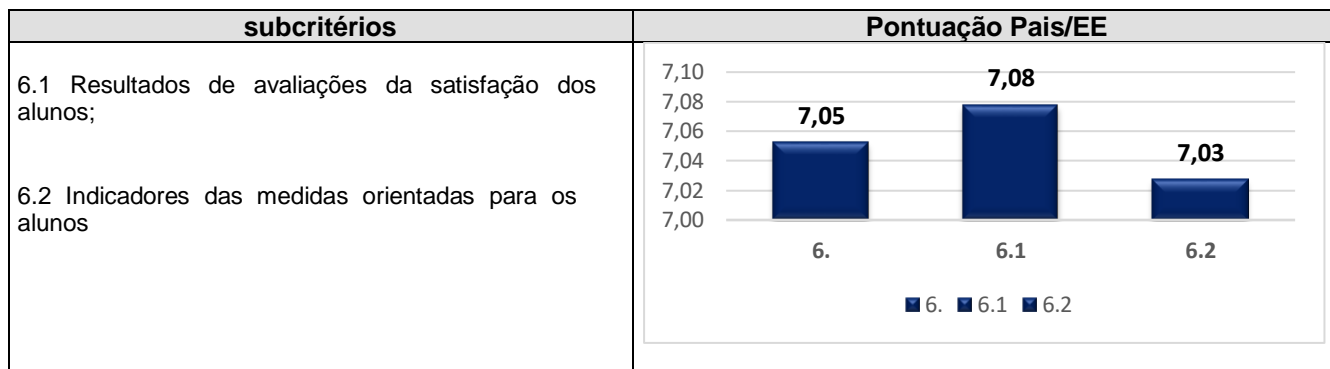 subcritérios
Pontuação Pais/EE
6.1 Resultados de avaliações da satisfação dos
alunos;
6.2 Indicadores das medidas orientadas para os
alunos
7,10
7,08
7,06
7,04
7,02
7,00
7,05
7,08
7,03
6. 6.1 6.2
6. 6.1 6.2